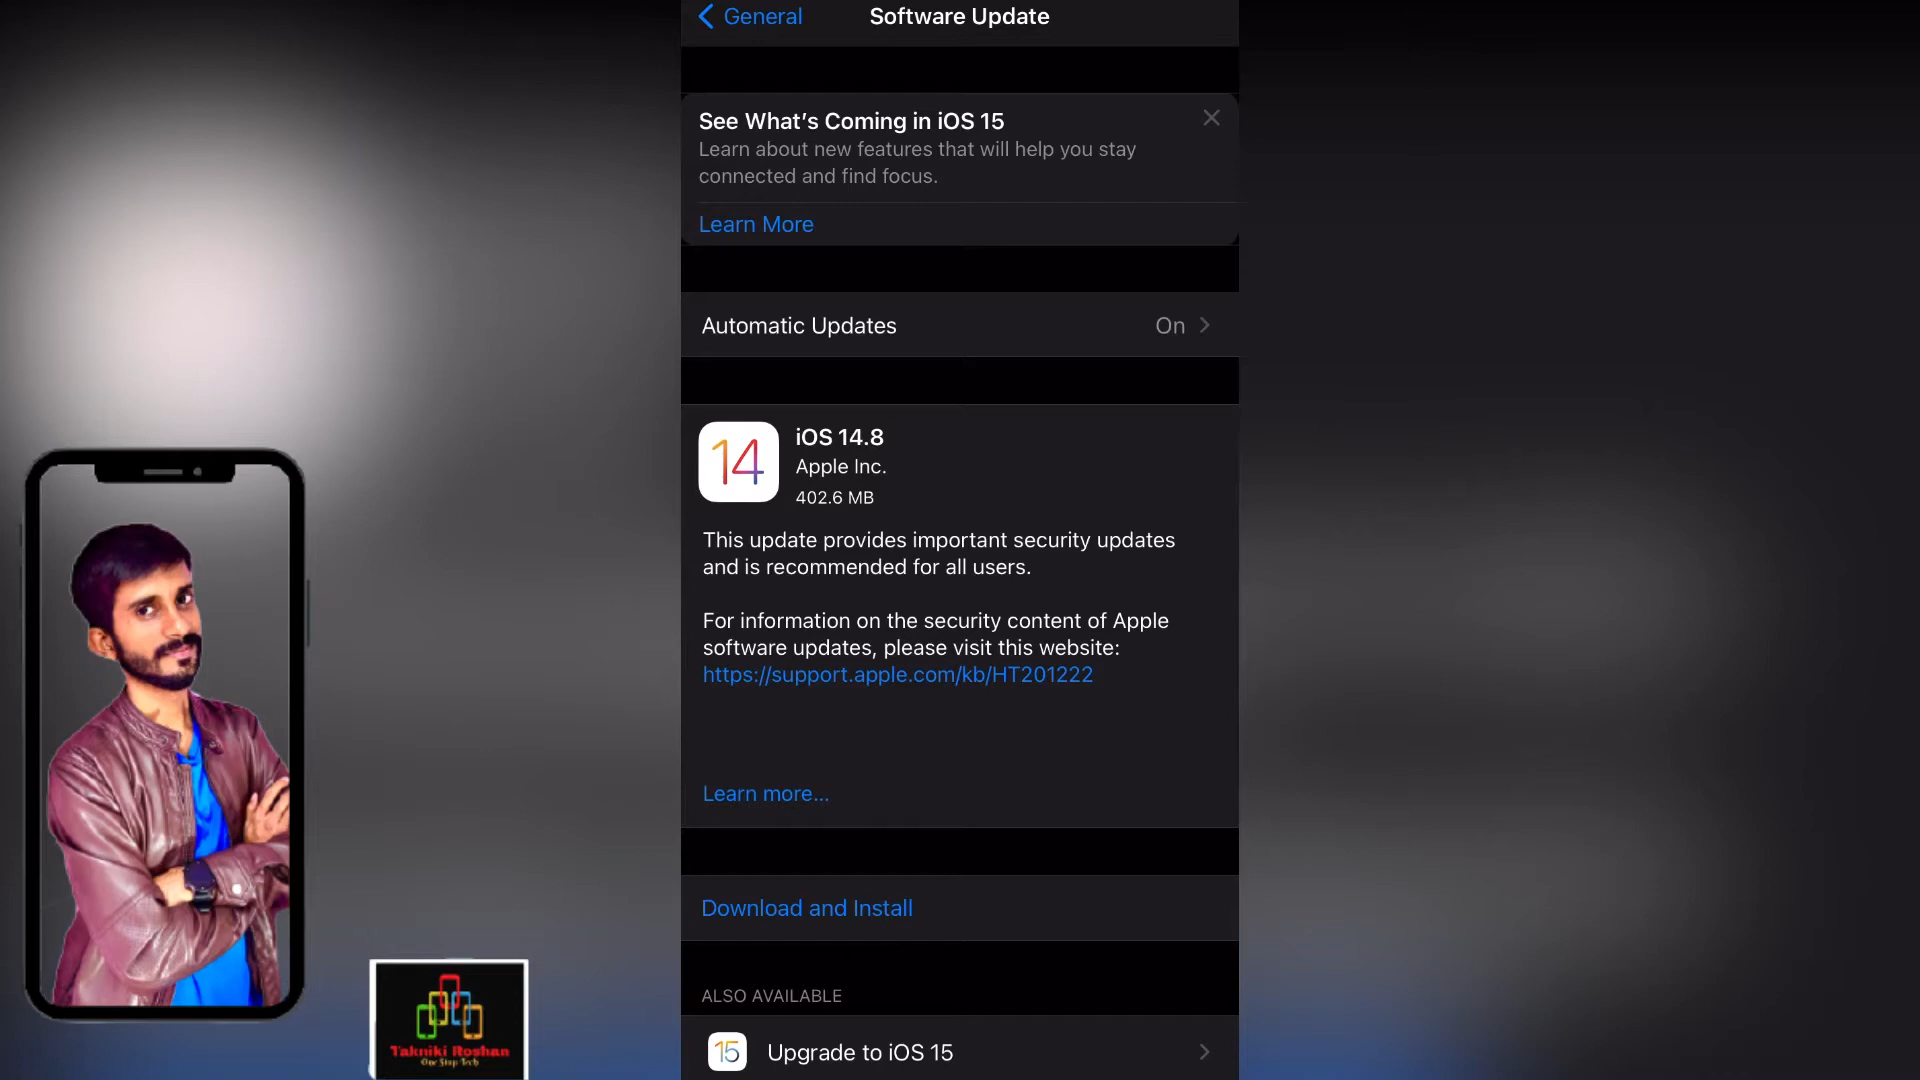 General
Software Update
See What's Coming in iOS 15
Learn about new features that will help you stay
connected and find focus.
Learn More
Automatic Updates
On
14
iOS 14.8
Apple Inc.
402.6 MB
This update provides important security updates
and is recommended for all users.
For information on the security content of Apple
software updates, please visit this website:
https://support.apple.com/kb/HT201222
Learn more...
Download and Install
ALSO AVAILABLE
15
Upgrade to iOS 15
Takniki Roshan
One Stop Tech